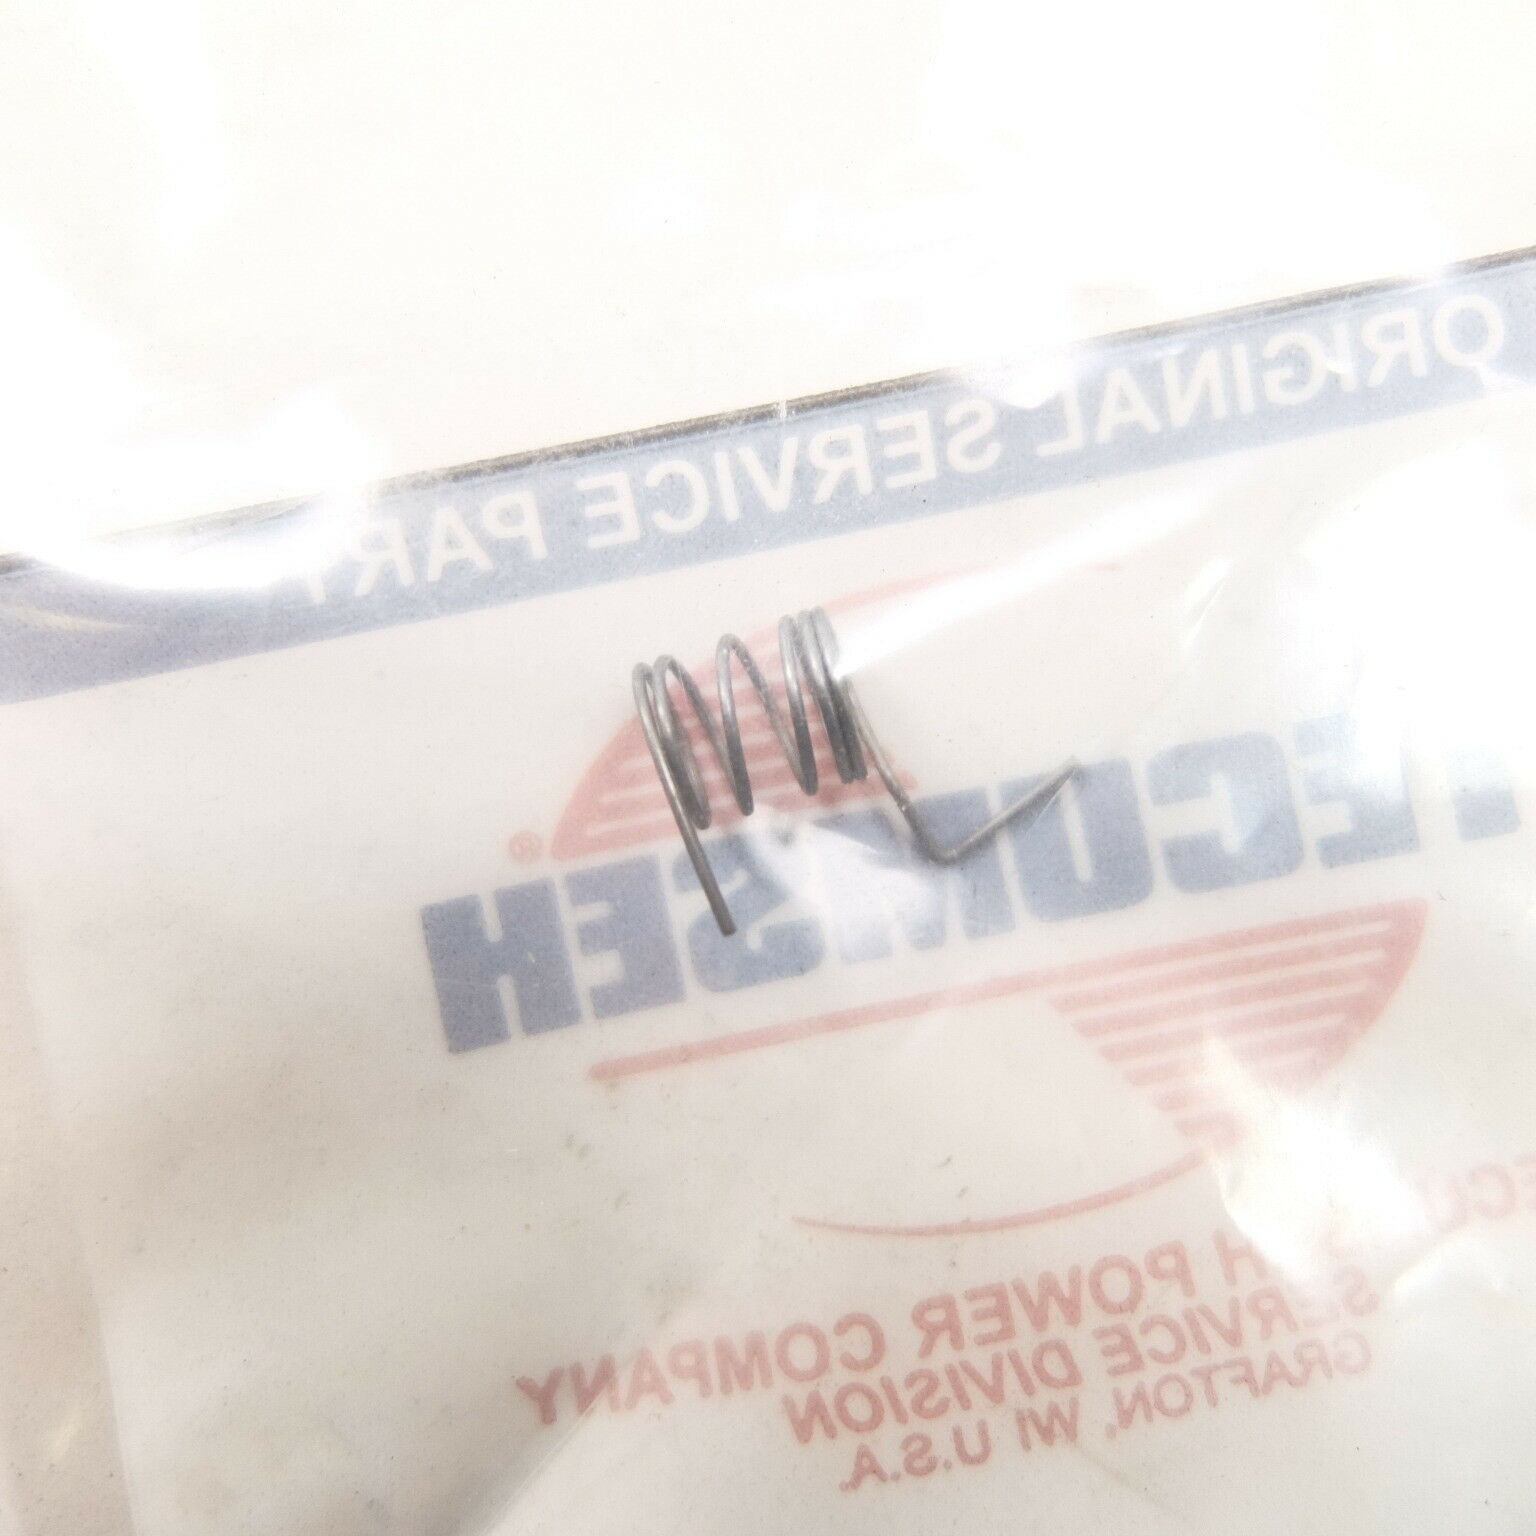 ORIGINAL SERVICE PART
TECUMSEH
®
POWER COMPANY
SERVICE DIVISION
GRAFTON, WI U.S.A.